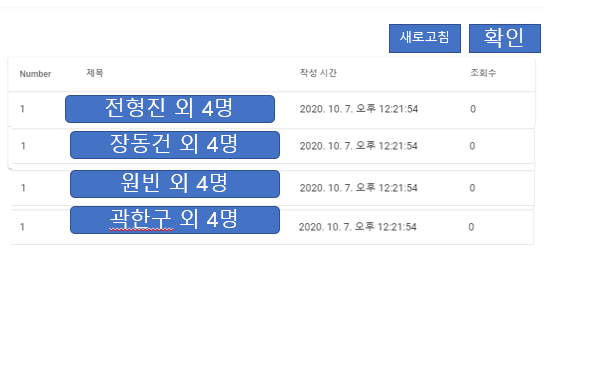 새로고침 확인
Number 제목 작성 시간 조회수
1 전형진 외 4명 2020. 10. 7. 오후 12:21:54 0
1 장동건 외 4명 2020. 10. 7. 오후 12:21:54 0
1 원빈 외 4명 2020. 10. 7. 오후 12:21:54 0
1 곽한구 외 4명 2020. 10. 7. 오후 12:21:54 0